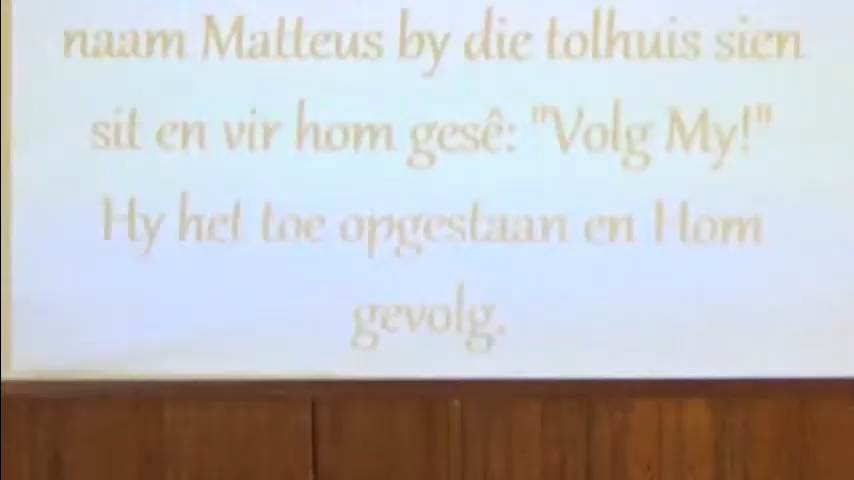 naam Matteus by die tolhuis sien
sit en vir hom gesê: "Volg My!"
Hy het toe opgestaan en Hom
gevolg.